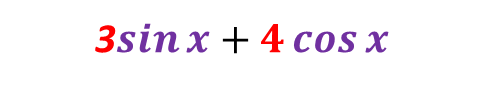 3sin x + 4 cos x